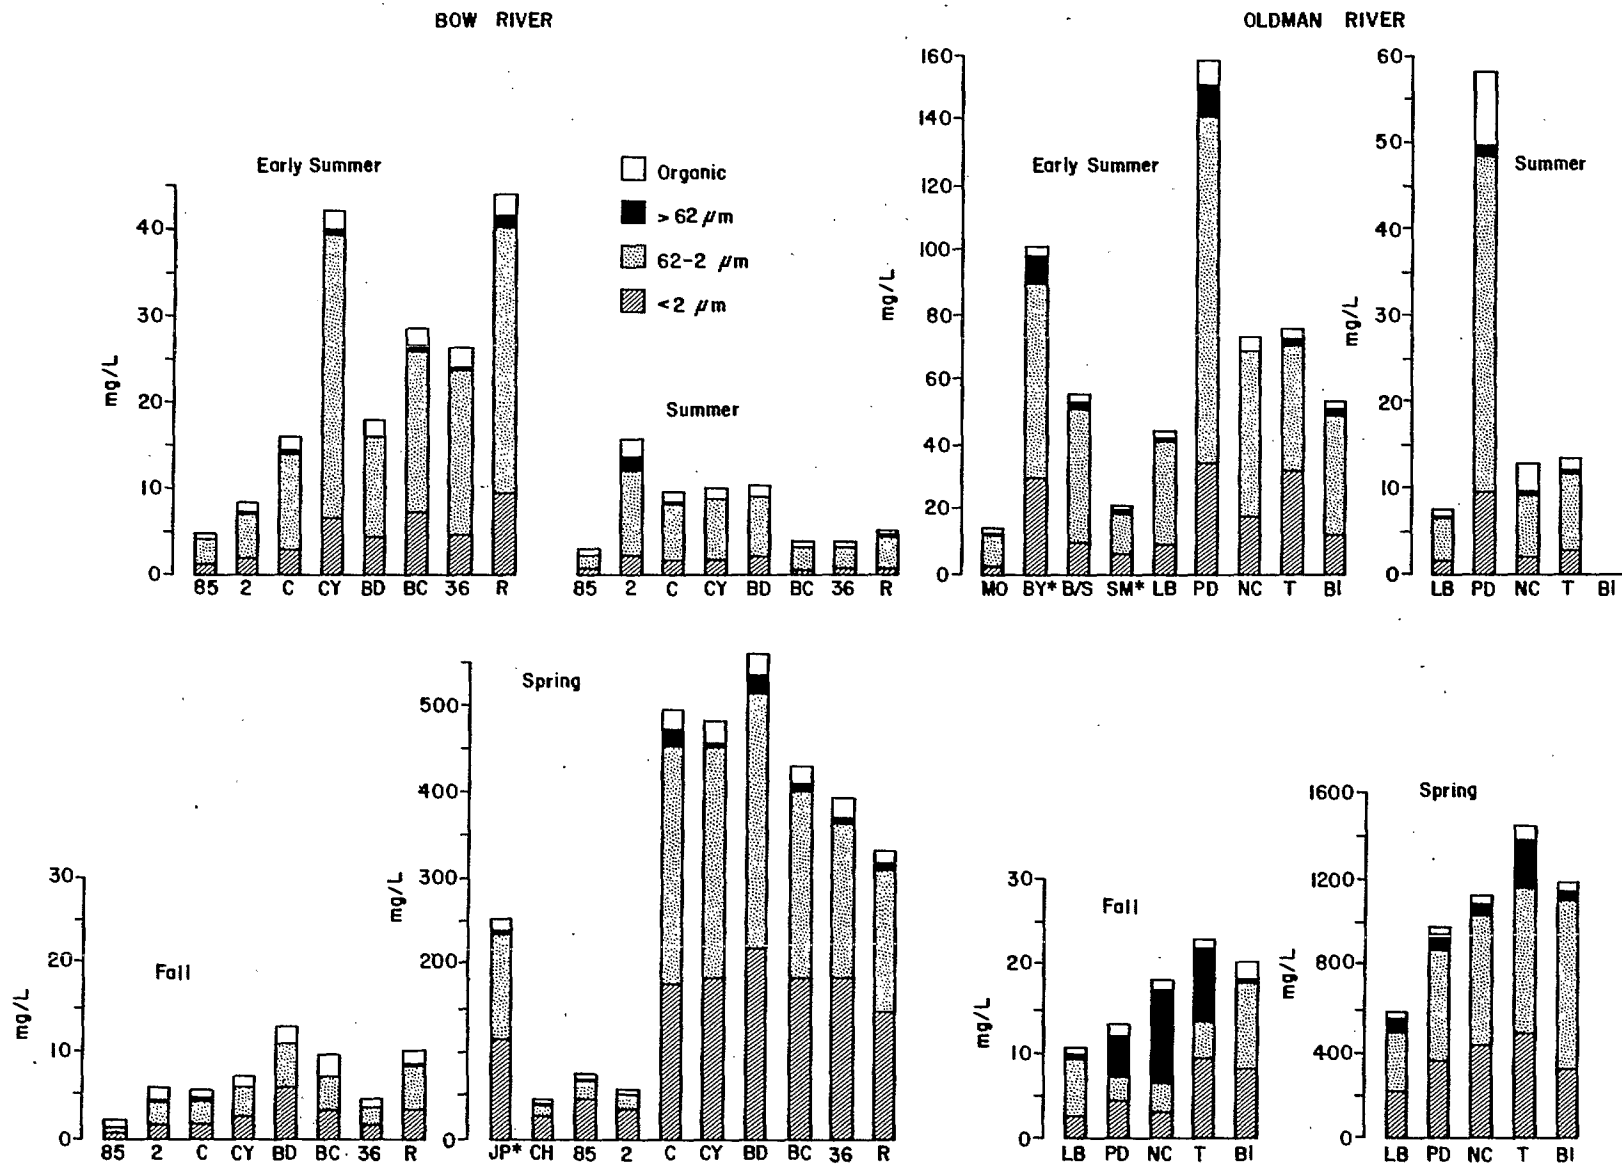 BOW RIVER
OLDMAN RIVER
Early Summer
mg/L
40
30
20
10
0
85 2 C CY BD BC 36 R
Organic
> 62 µm
62-2 µm
<2 µm
Summer
85 2 C CY BD BC 36 R
Early Summer
mg/L
160
140
120
100
80
60
40
20
0
MO BY* B/S SM* LB PD NC T BI
Summer
mg/L
60
50
40
30
20
10
0
LB PD NC T BI
Fall
mg/L
30
20
10
0
85 2 C CY BD BC 36 R
Spring
mg/L
500
400
300
200
0
JP* CH 85 2 C CY BD BC 36 R
Fall
mg/L
30
20
10
0
LB PD NC T BI
Spring
mg/L
1600
1200
800
400
0
LB PD NC T BI